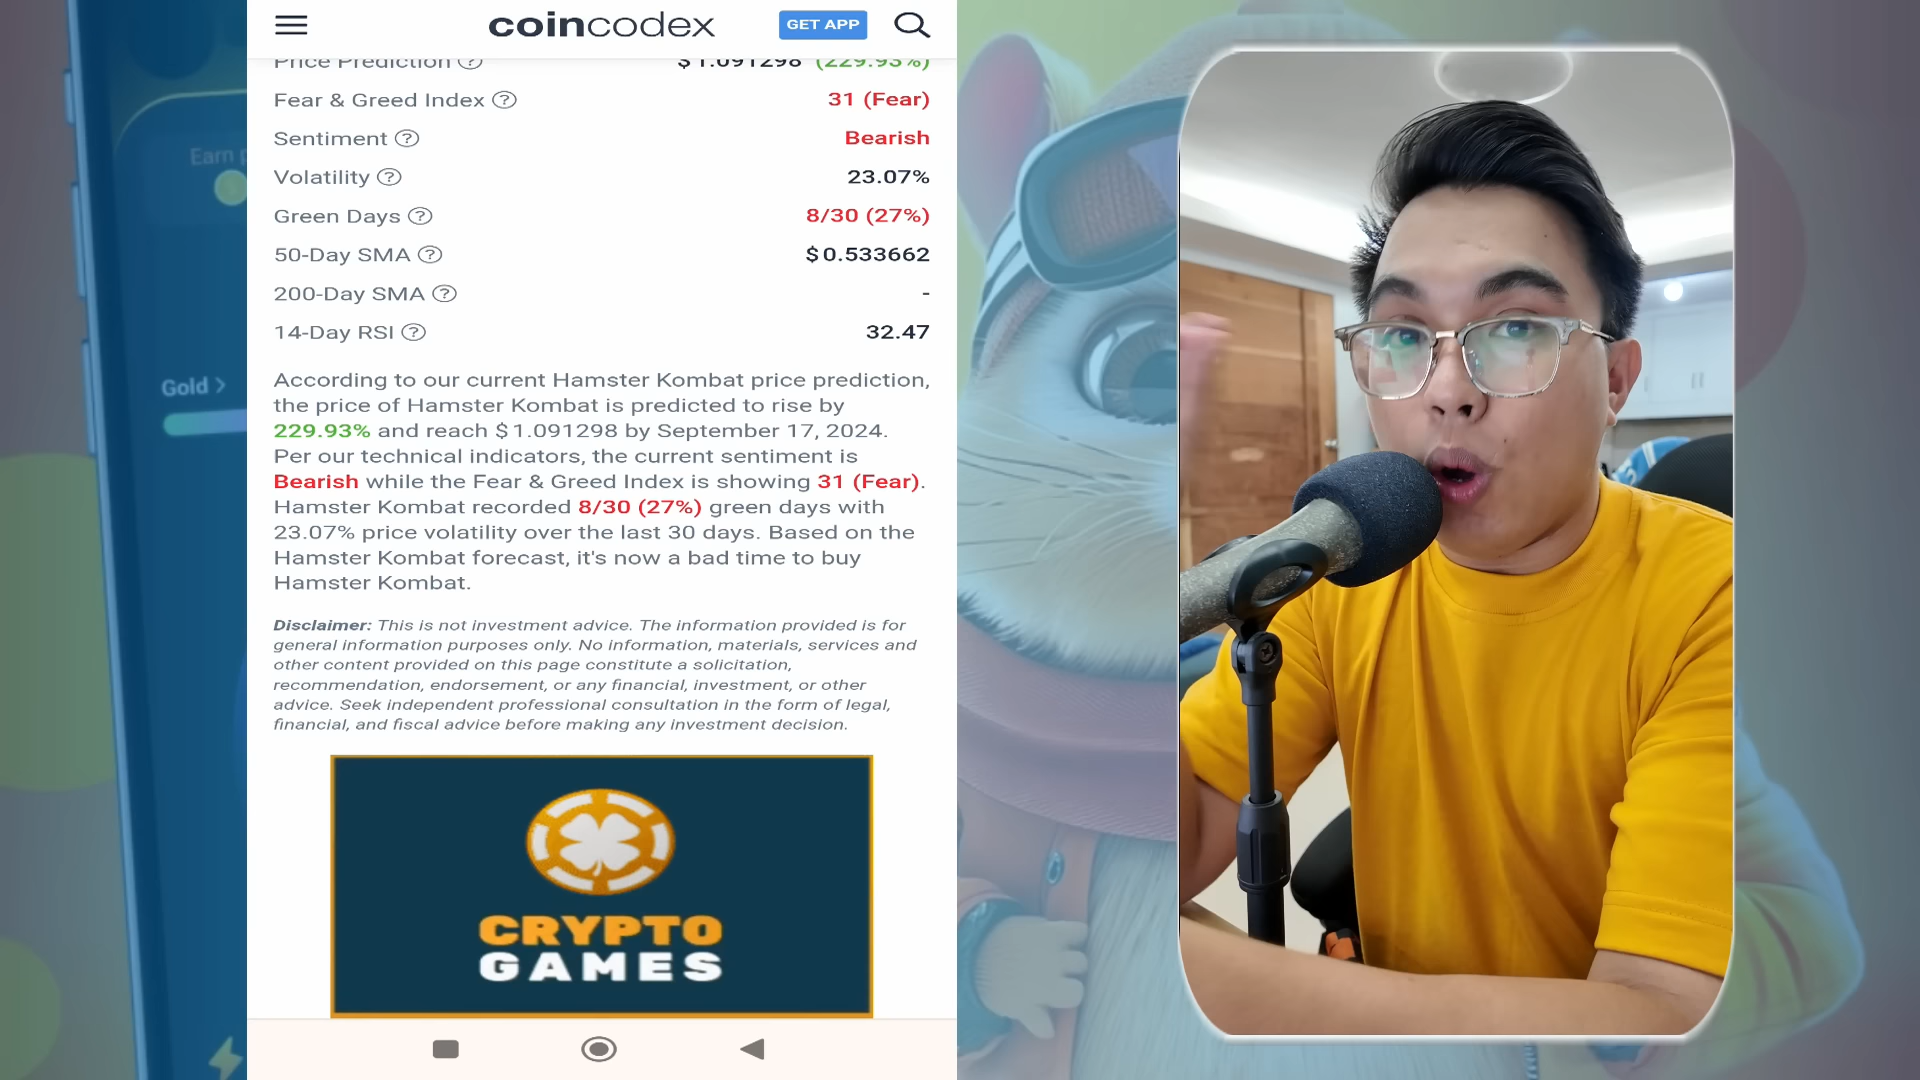 coincodex
GET APP
Price Prediction ? $1.091298 (229.93%)
Fear & Greed Index ? 31 (Fear)
Sentiment ? Bearish
Volatility ? 23.07%
Green Days ? 8/30 (27%)
50-Day SMA ? $0.533662
200-Day SMA ? -
14-Day RSI ? 32.47
According to our current Hamster Kombat price prediction,
the price of Hamster Kombat is predicted to rise by
229.93% and reach $1.091298 by September 17, 2024.
Per our technical indicators, the current sentiment is
Bearish while the Fear & Greed Index is showing 31 (Fear).
Hamster Kombat recorded 8/30 (27%) green days with
23.07% price volatility over the last 30 days. Based on the
Hamster Kombat forecast, it's now a bad time to buy
Hamster Kombat.
Disclaimer: This is not investment advice. The information provided is for
general information purposes only. No information, materials, services and
other content provided on this page constitute a solicitation,
recommendation, endorsement, or any financial, investment, or other
advice. Seek independent professional consultation in the form of legal,
financial, and fiscal advice before making any investment decision.
CRYPTO
GAMES
Earn
Gold >